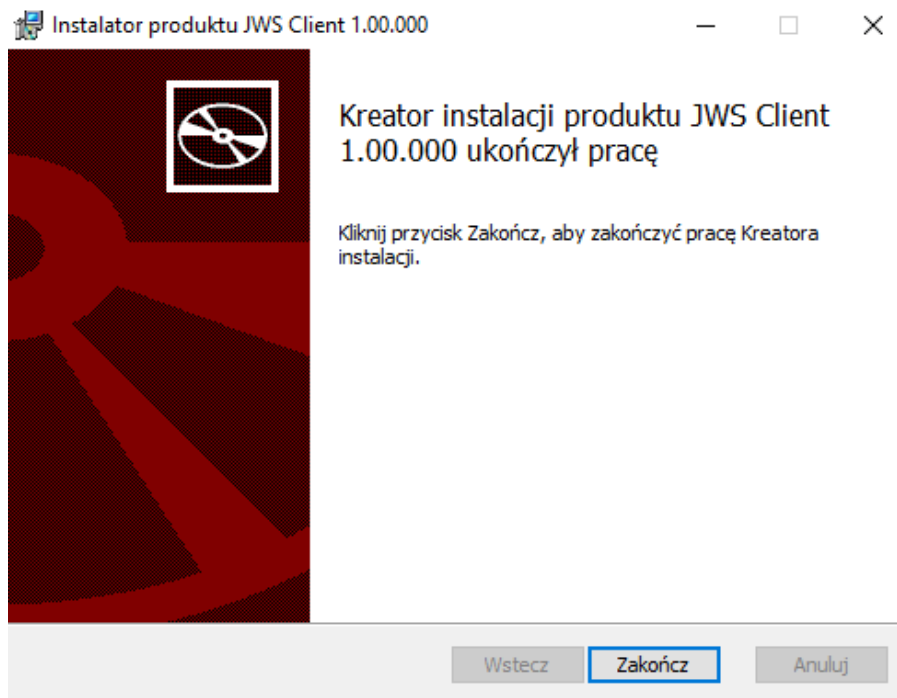 Instalator produktu JWS Client 1.00.000
Kreator instalacji produktu JWS Client
1.00.000 ukończył pracę
Kliknij przycisk Zakończ, aby zakończyć pracę Kreatora
instalacji.
Wstecz
Zakończ
Anuluj